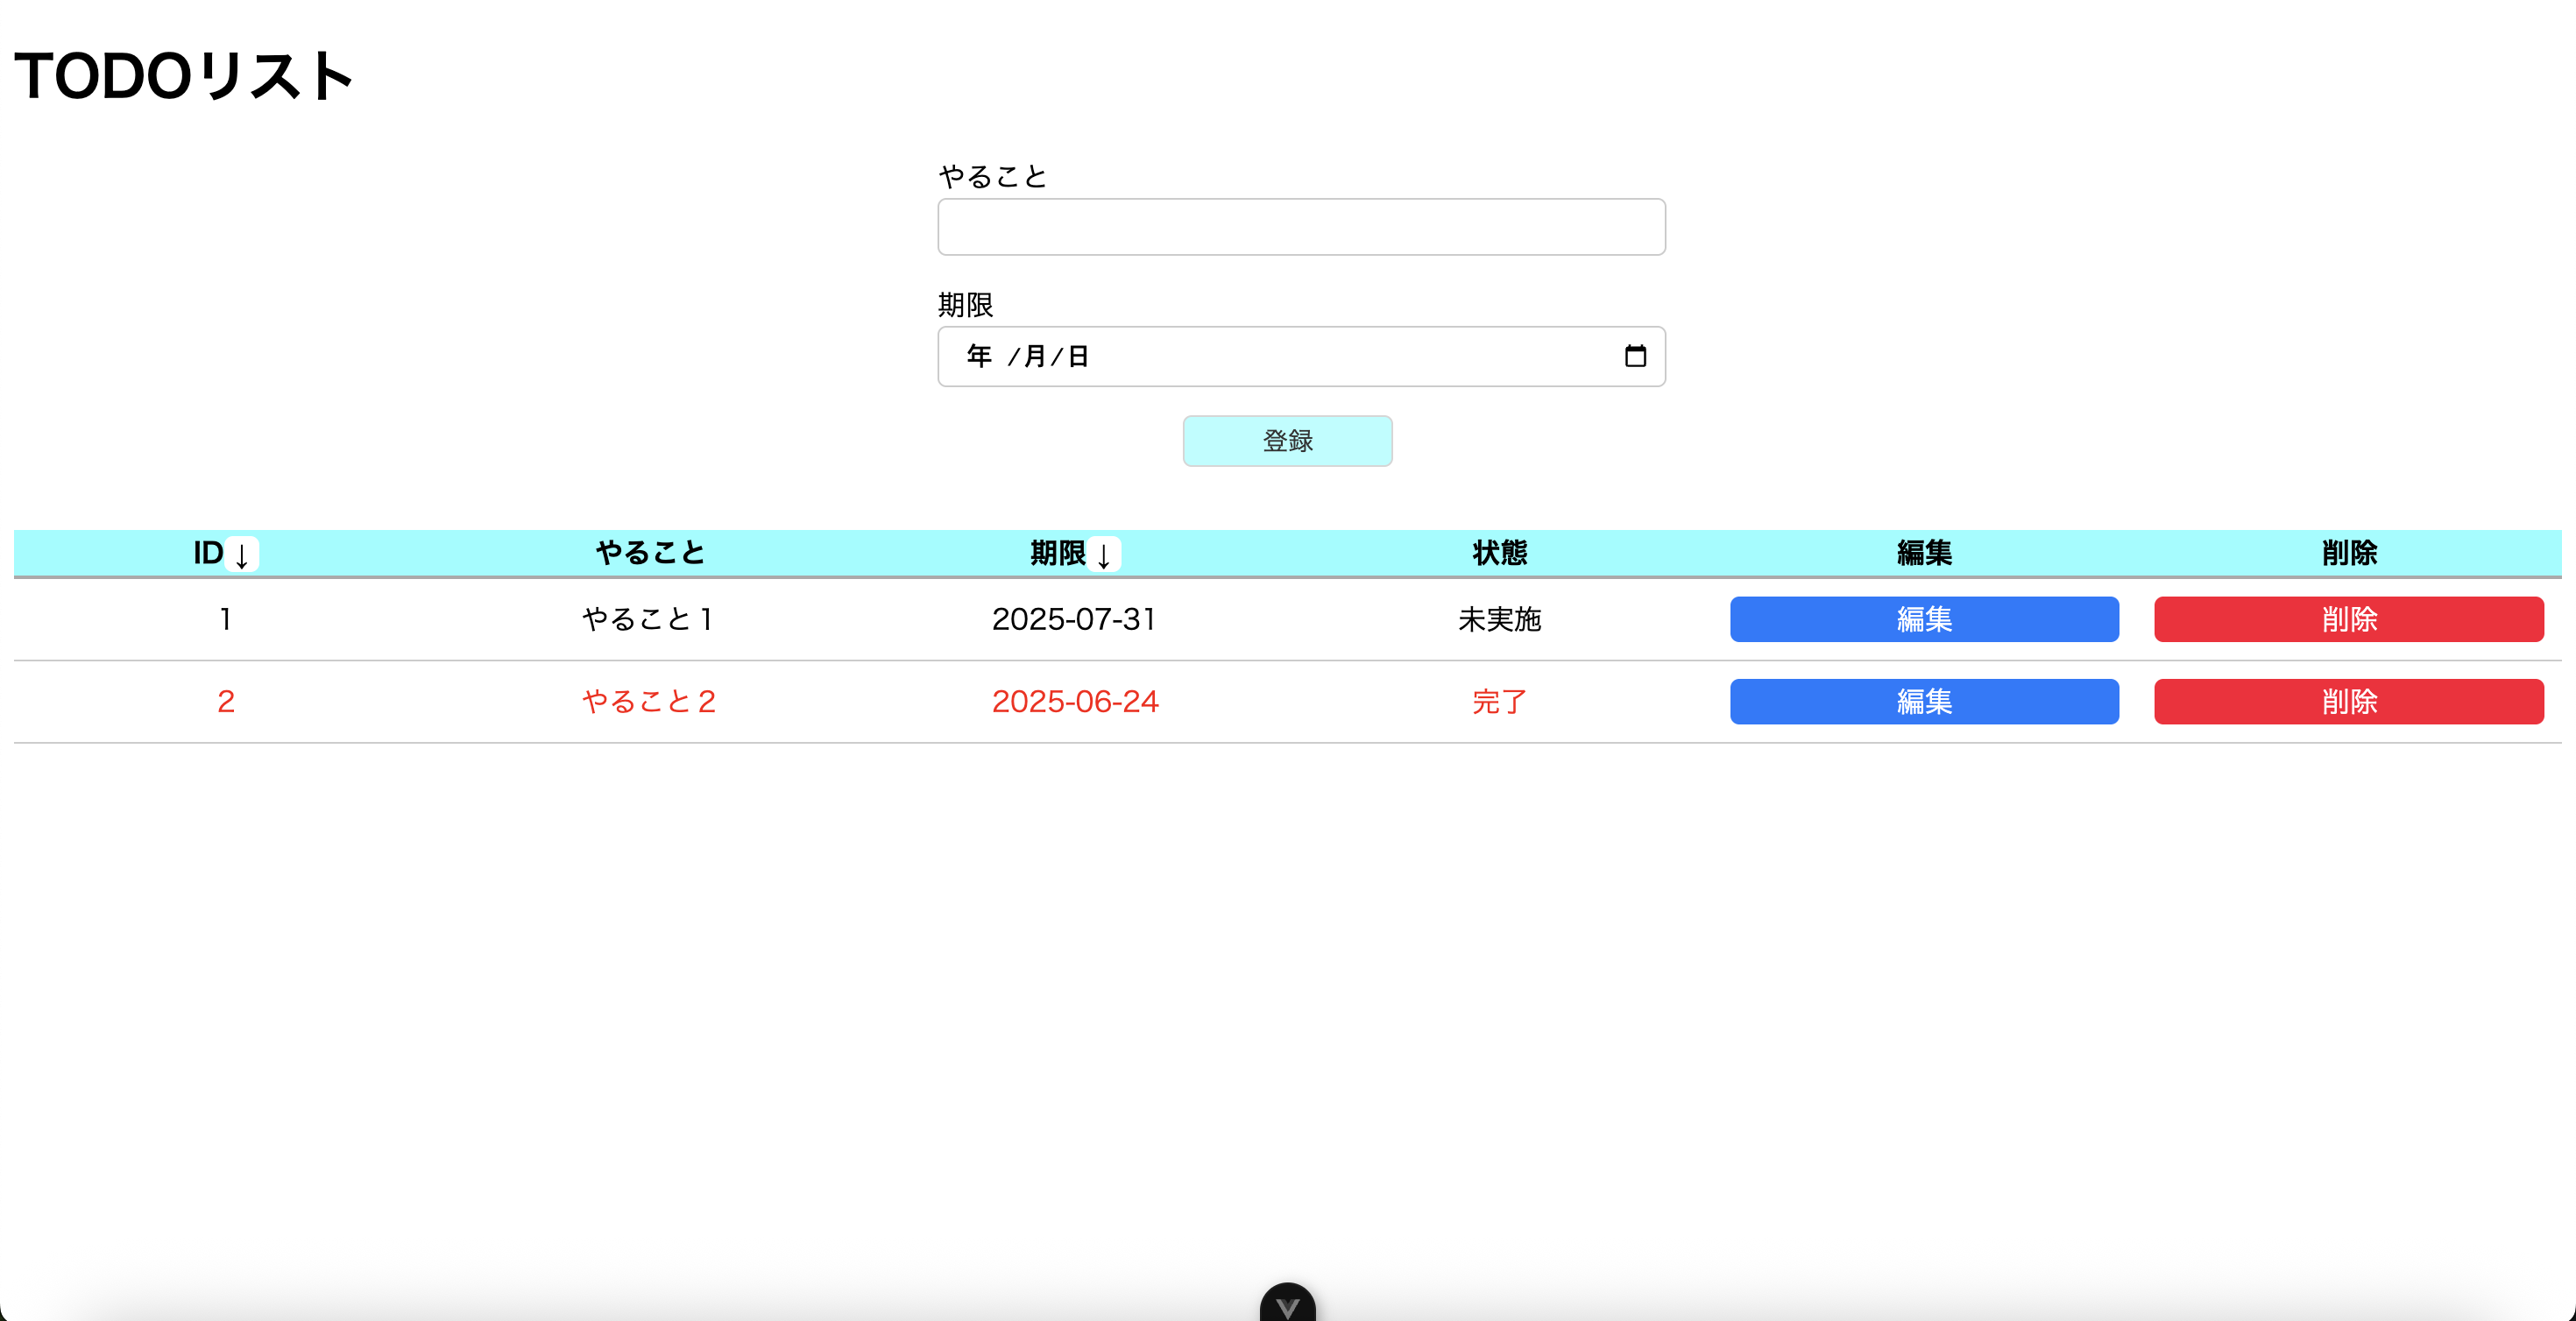 TODOリスト
やること
期限
年 /月/日
登録
ID↓ やること 期限↓ 状態 編集 削除
1 やること1 2025-07-31 未実施 編集 削除
2 やること2 2025-06-24 完了 編集 削除